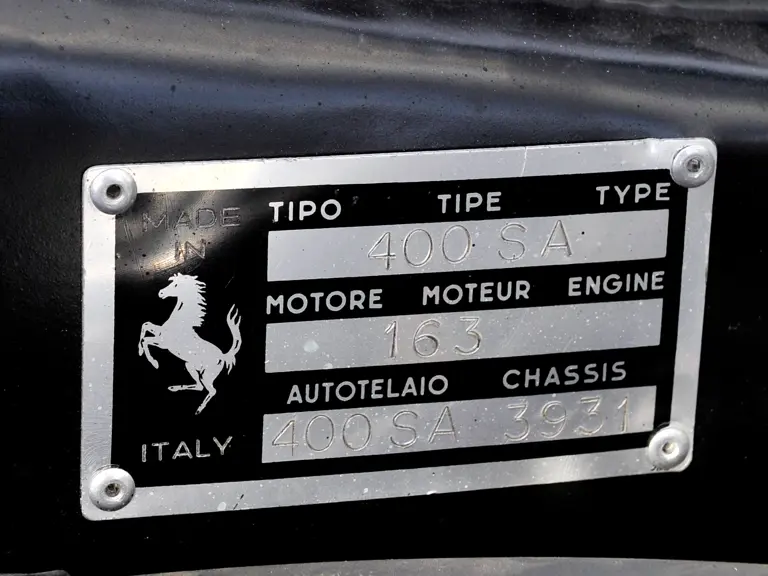 MADE
IN
ITALY
TIPO TIPE TYPE
400 SA
MOTORE MOTEUR ENGINE
163
AUTOTELAIO CHASSIS
400 SA 3931